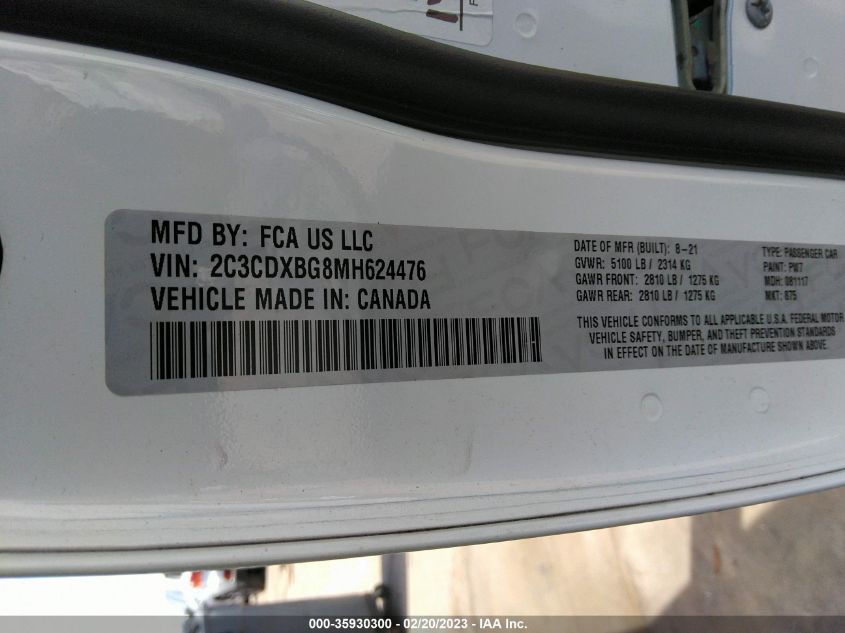 MFD BY: FCA US LLC
VIN: 2C3CDXBG8MH624476
VEHICLE MADE IN: CANADA
DATE OF MFR (BUILT): 8-21
GVWR: 5100 LB / 2314 KG
GAWR FRONT: 2810 LB / 1275 KG
GAWR REAR: 2810 LB / 1275 KG
TYPE: PASSENGER CAR
PAINT: PW7
MDH: 081117
MKT: 875
THIS VEHICLE CONFORMS TO ALL APPLICABLE U.S.A. FEDERAL MOTOR
VEHICLE SAFETY, BUMPER, AND THEFT PREVENTION STANDARDS
IN EFFECT ON THE DATE OF MANUFACTURE SHOWN ABOVE.
000-35930300 - 02/20/2023 - IAA Inc.